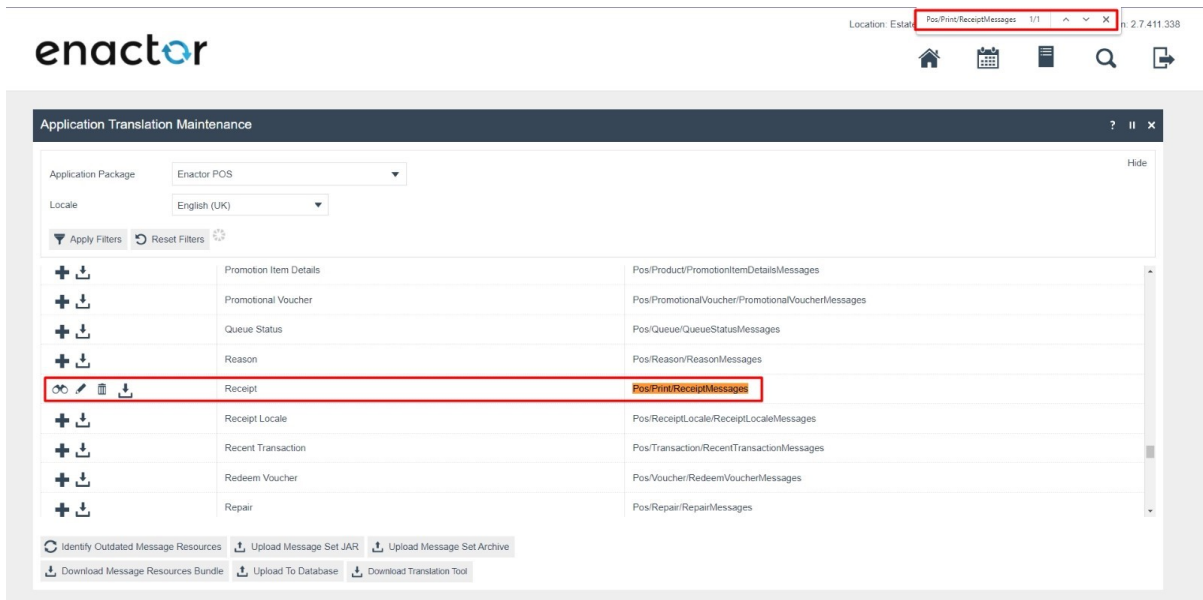 Location: Estate
Pos/Print/ReceiptMessages 1/1
n: 2.7.411.338
enactor
Application Translation Maintenance
?
Hide
Application Package Enactor POS
Locale English (UK)
Apply Filters Reset Filters
Promotion Item Details Pos/Product/PromotionItemDetailsMessages
Promotional Voucher Pos/PromotionalVoucher/PromotionalVoucherMessages
Queue Status Pos/Queue/QueueStatusMessages
Reason Pos/Reason/ReasonMessages
Receipt Pos/Print/ReceiptMessages
Receipt Locale Pos/ReceiptLocale/ReceiptLocaleMessages
Recent Transaction Pos/Transaction/RecentTransactionMessages
Redeem Voucher Pos/Voucher/RedeemVoucherMessages
Repair Pos/Repair/RepairMessages
Identify Outdated Message Resources Upload Message Set JAR Upload Message Set Archive
Download Message Resources Bundle Upload To Database Download Translation Tool